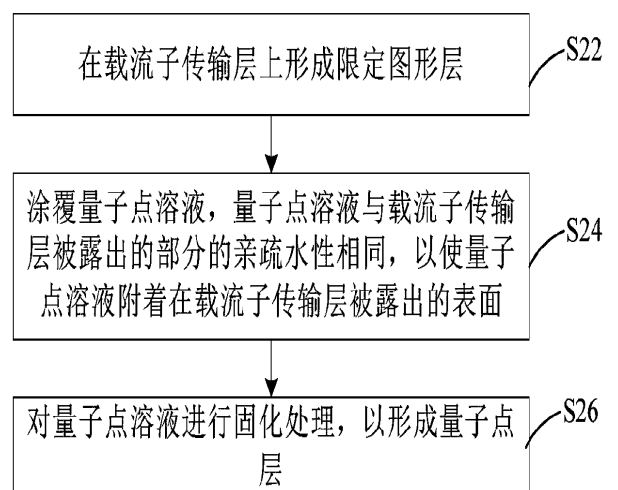 在载流子传输层上形成限定图形层
S22
涂覆量子点溶液，量子点溶液与载流子传输
层被露出的部分的亲疏水性相同，以使量子
点溶液附着在载流子传输层被露出的表面
S24
对量子点溶液进行固化处理，以形成量子点
层
S26